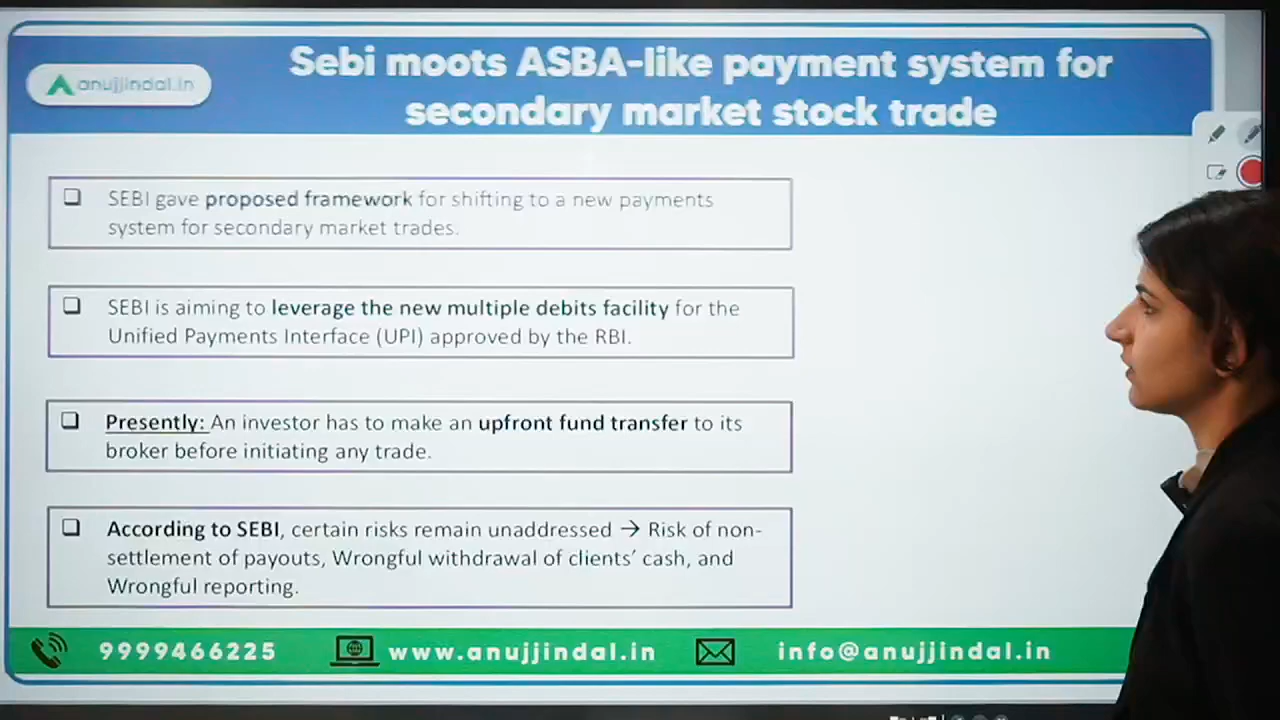 anujjindal.in
Sebi moots ASBA-like payment system for
secondary market stock trade
SEBI gave proposed framework for shifting to a new payments
system for secondary market trades.
SEBI is aiming to leverage the new multiple debits facility for the
Unified Payments Interface (UPI) approved by the RBI.
Presently: An investor has to make an upfront fund transfer to its
broker before initiating any trade.
According to SEBI, certain risks remain unaddressed → Risk of non-
settlement of payouts, Wrongful withdrawal of clients' cash, and
Wrongful reporting.
9999466225
www.anujjindal.in
info@anujjindal.in